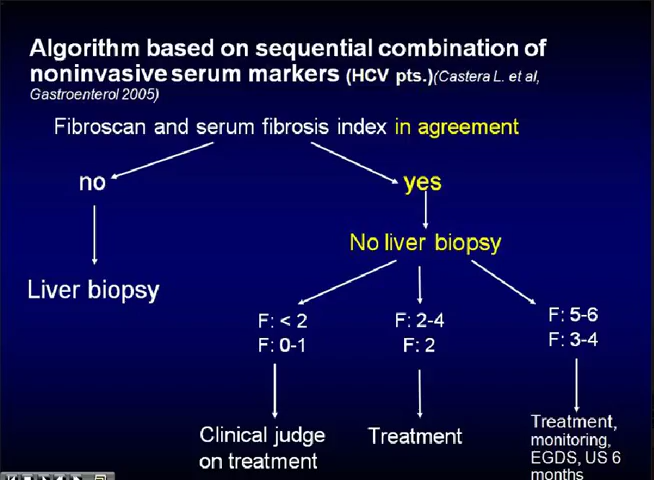 Algorithm based on sequential combination of
noninvasive serum markers (HCV pts.)(Castera L. et al,
Gastroenterol 2005)
Fibroscan and serum fibrosis index in agreement
no
yes
No liver biopsy
Liver biopsy
F: < 2
F: 0-1
F: 2-4
F: 2
F: 5-6
F: 3-4
Clinical judge
on treatment
Treatment
Treatment,
monitoring,
EGDS, US 6
months